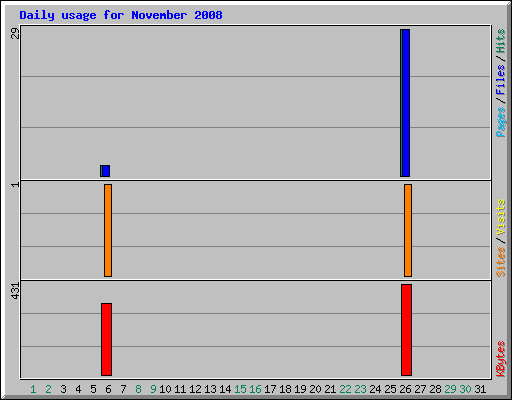 Daily usage for November 2008
29
1
431
Pages / Files / Hits
Sites / Visits
KBytes
1 2 3 4 5 6 7 8 9 10 11 12 13 14 15 16 17 18 19 20 21 22 23 24 25 26 27 28 29 30 31